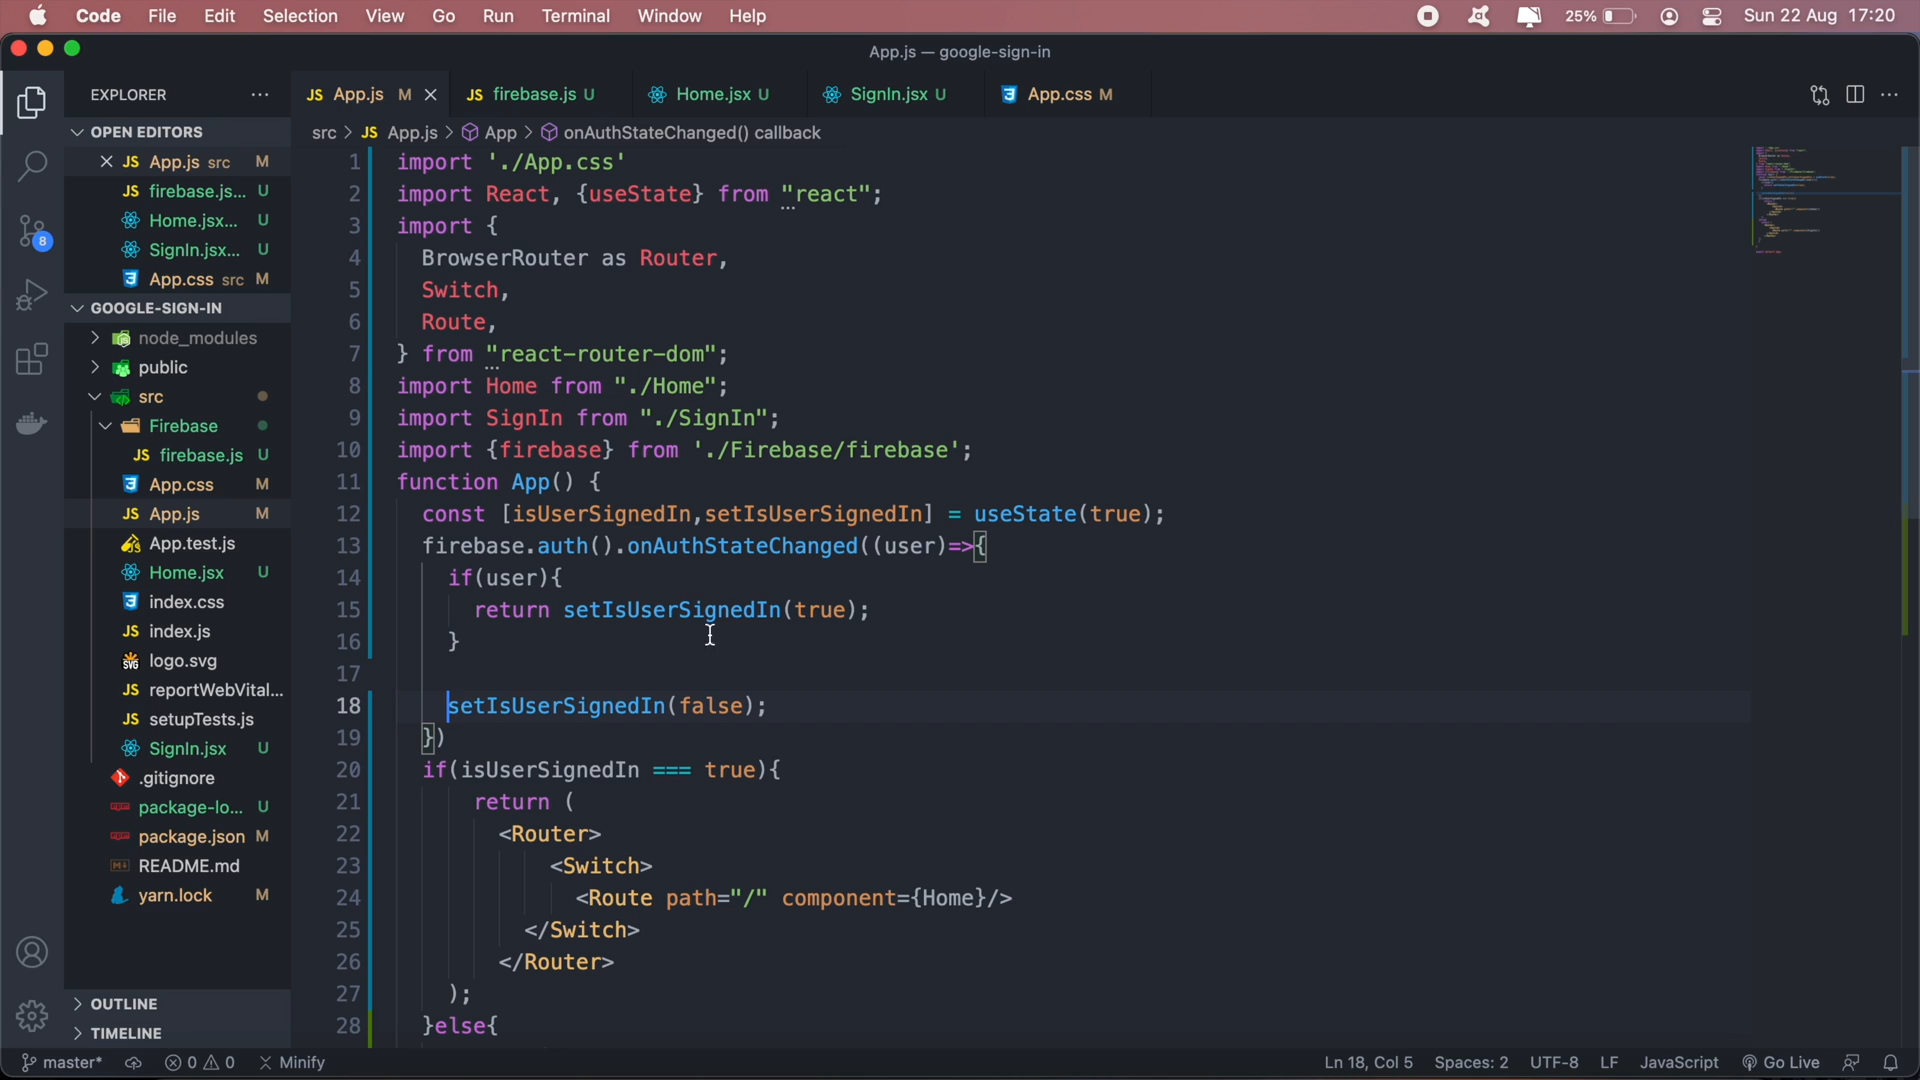 Code File Edit Selection View Go Run Terminal Window Help 25% Sun 22 Aug 17:20
App.js — google-sign-in
EXPLORER
JS App.js M
JS firebase.js U
Home.jsx U
SignIn.jsx U
App.css M
OPEN EDITORS
JS App.js src M
JS firebase.js... U
Home.jsx... U
SignIn.jsx... U
App.css src M
GOOGLE-SIGN-IN
node_modules
public
src
Firebase
JS firebase.js U
App.css M
JS App.js M
App.test.js
Home.jsx U
index.css
JS index.js
logo.svg
JS reportWebVital...
JS setupTests.js
SignIn.jsx U
.gitignore
package-lo... U
package.json M
README.md
yarn.lock M
OUTLINE
TIMELINE
8
src > JS App.js > App > onAuthStateChanged() callback
1 import './App.css'
2 import React, {useState} from "react";
3 import {
4 BrowserRouter as Router,
5 Switch,
6 Route,
7 } from "react-router-dom";
8 import Home from "./Home";
9 import SignIn from "./SignIn";
10 import {firebase} from './Firebase/firebase';
11 function App() {
12 const [isUserSignedIn,setIsUserSignedIn] = useState(true);
13 firebase.auth().onAuthStateChanged((user)=>{
14 if(user){
15 return setIsUserSignedIn(true);
16 }
17
18 setIsUserSignedIn(false);
19 })
20 if(isUserSignedIn === true){
21 return (
22 <Router>
23 <Switch>
24 <Route path="/" component={Home}/>
25 </Switch>
26 </Router>
27 );
28 }else{
master* 0 0 Minify Ln 18, Col 5 Spaces: 2 UTF-8 LF JavaScript Go Live